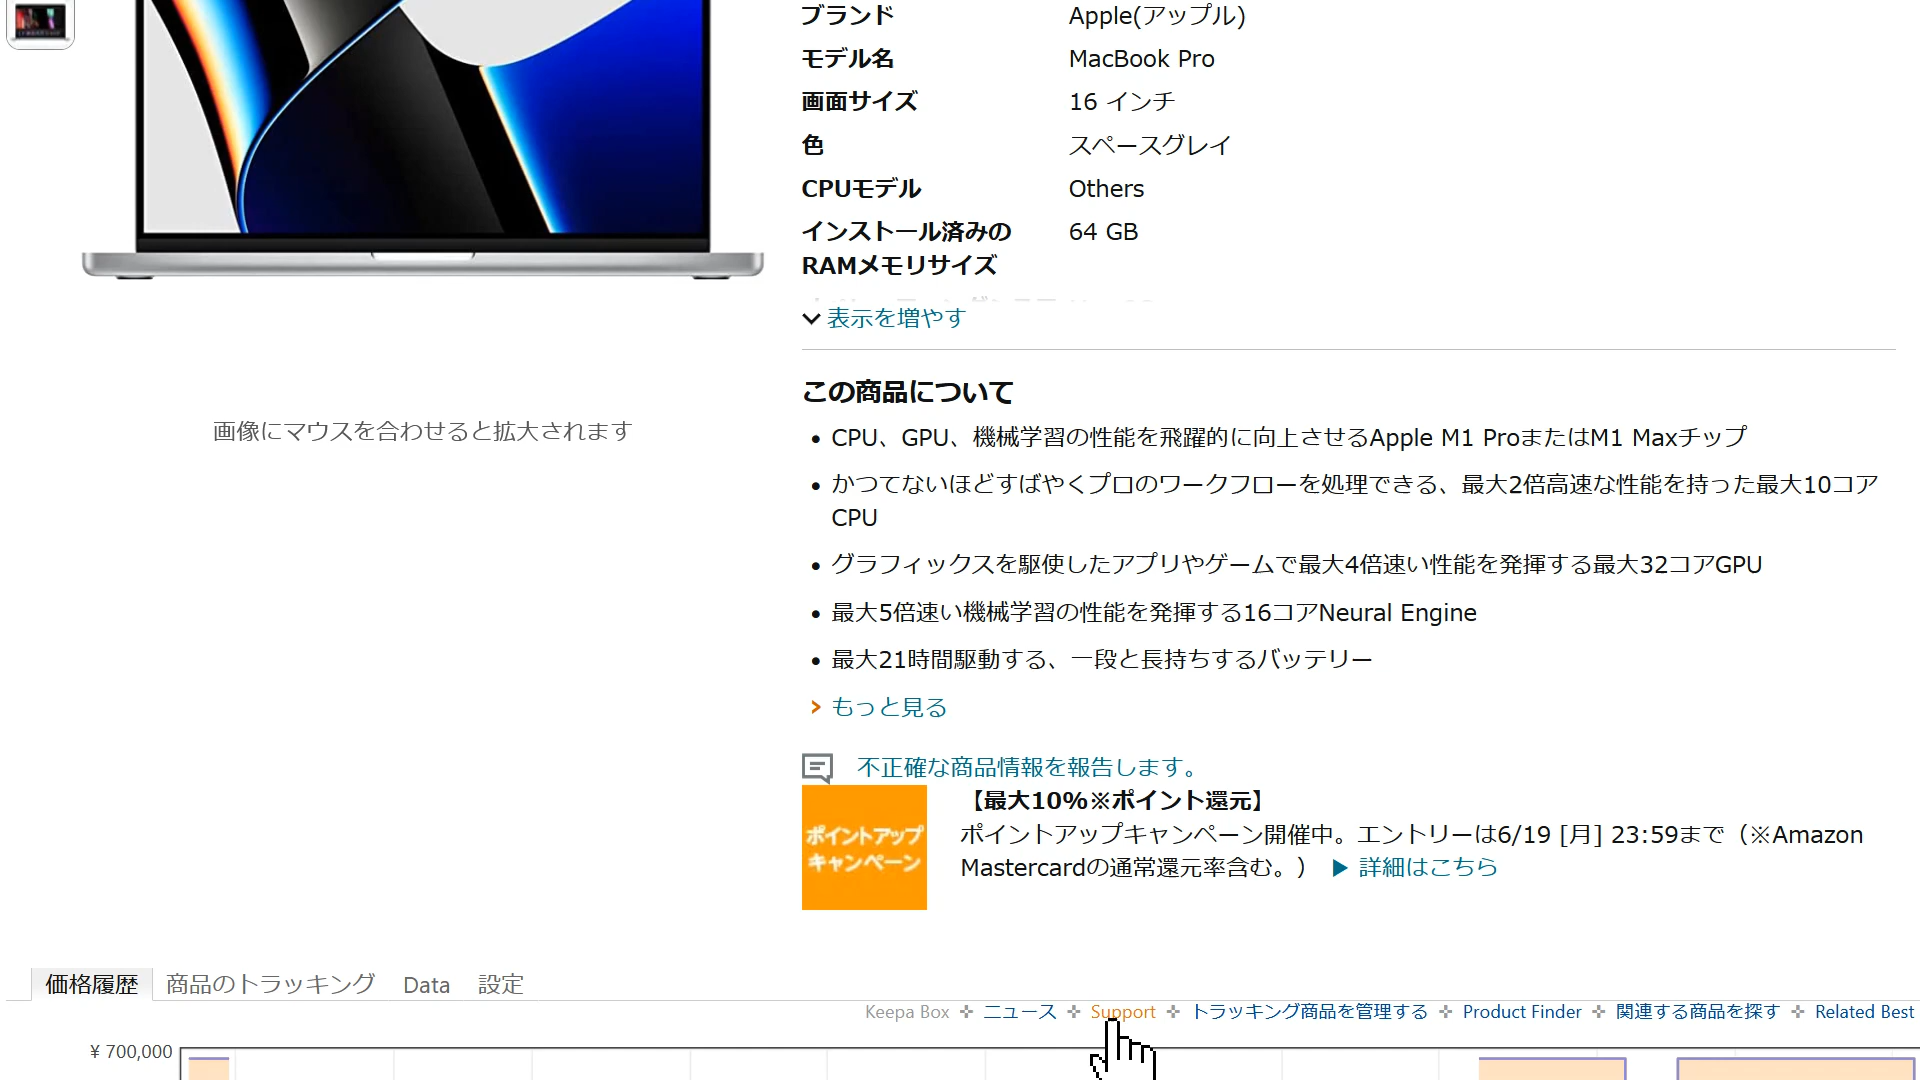 ブランド Apple(アップル)
モデル名 MacBook Pro
画面サイズ 16 インチ
色 スペースグレイ
CPUモデル Others
インストール済みの 64 GB
RAMメモリサイズ
表示を増やす
この商品について
• CPU、GPU、機械学習の性能を飛躍的に向上させるApple M1 ProまたはM1 Maxチップ
画像にマウスを合わせると拡大されます
• かつてないほどすばやくプロのワークフローを処理できる、最大2倍高速な性能を持った最大10コア
CPU
• グラフィックスを駆使したアプリやゲームで最大4倍速い性能を発揮する最大32コアGPU
• 最大5倍速い機械学習の性能を発揮する16コアNeural Engine
• 最大21時間駆動する、一段と長持ちするバッテリー
› もっと見る
不正確な商品情報を報告します。
ポイントアップ
キャンペーン
【最大10%※ポイント還元】
ポイントアップキャンペーン開催中。エントリーは6/19 [月] 23:59まで（※Amazon
Mastercardの通常還元率含む。） ▶ 詳細はこちら
価格履歴 商品のトラッキング Data 設定
Keepa Box ✣ ニュース ✣ Support ✣ トラッキング商品を管理する ✣ Product Finder ✣ 関連する商品を探す ✣ Related Best
¥ 700,000